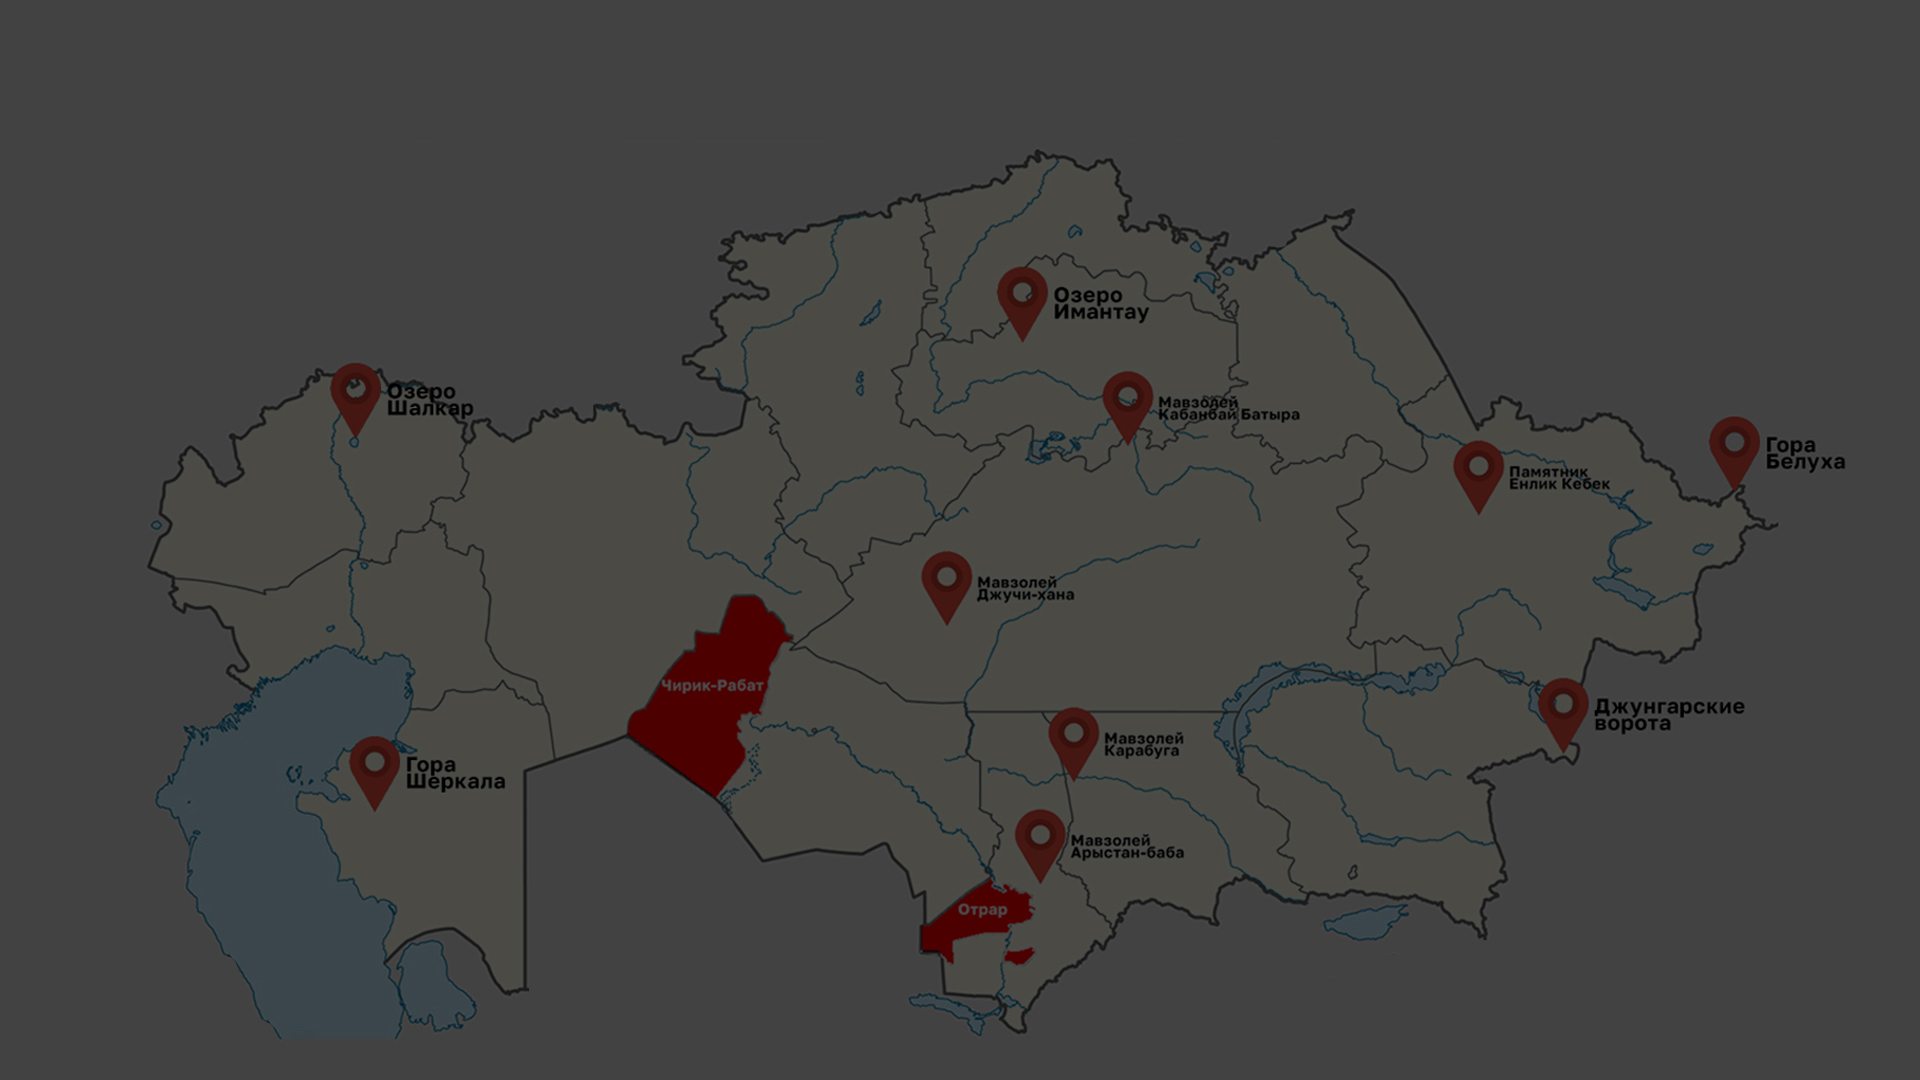 Озеро
Имантау
Озеро
Шалкар
Мавзолей
Кабанбай Батыра
Гора
Белуха
Памятник
Енлик Кебек
Мавзолей
Джучи-хана
Чирик-Рабат
Джунгарские
ворота
Мавзолей
Карабуга
Гора
Шеркала
Мавзолей
Арыстан-баба
Отрар